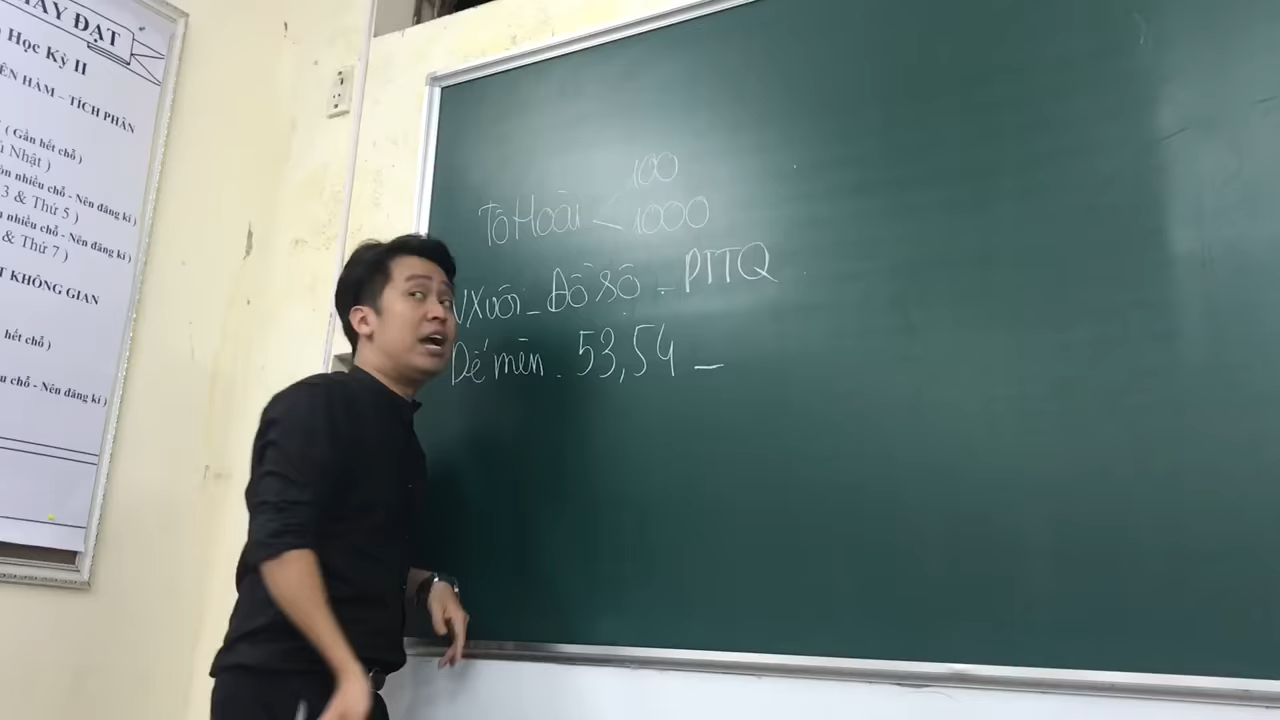 HAY ĐẠT
Học Kỳ II
ÊN HÀM – TÍCH PHÂN
( Gần hết chỗ )
Nhật )
òn nhiều chỗ - Nên đăng kí )
3 & Thứ 5 )
nhiều chỗ - Nên đăng kí )
& Thứ 7 )
T KHÔNG GIAN
hết chỗ )
u chỗ - Nên đăng kí )
100
Tô Hoài < 1000
VXuôi - Đồ sộ - PTTQ
Dế mèn . 53,54 –